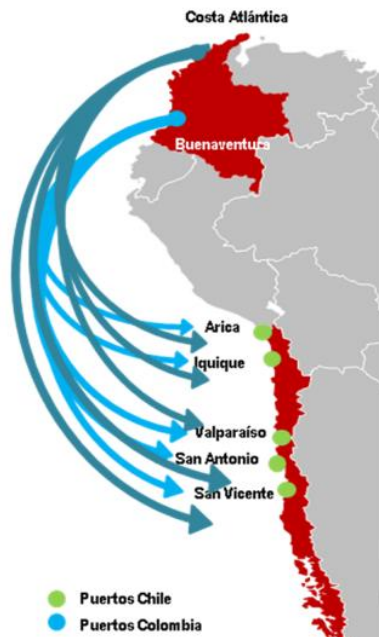 Costa Atlántica
Buenaventura
Arica
Iquique
Valparaíso
San Antonio
San Vicente
Puertos Chile
Puertos Colombia